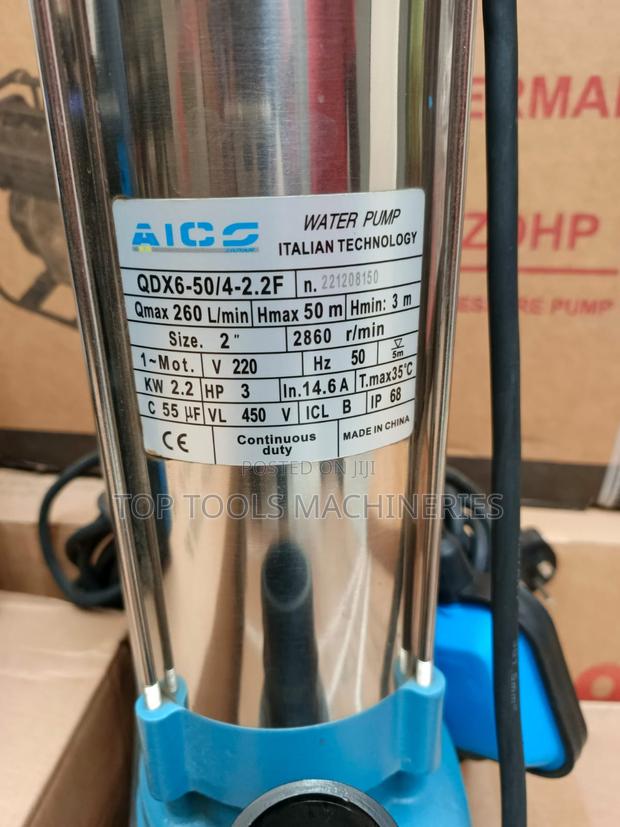 ERMAN
ZDHP
SSURE PUMP
AICS WATER PUMP
ITALIAN TECHNOLOGY
QDX6-50/4-2.2F n. 221208150
Qmax 260 L/min Hmax 50 m Hmin: 3 m
Size. 2" 2860 r/min
1~Mot. V 220 Hz 50 5m
KW 2.2 HP 3 In.14.6 A T.max35℃
C 55 µF VL 450 V ICL B IP 68
CE Continuous duty MADE IN CHINA
POSTED ON JIJI
TOP TOOLS MACHINERIES